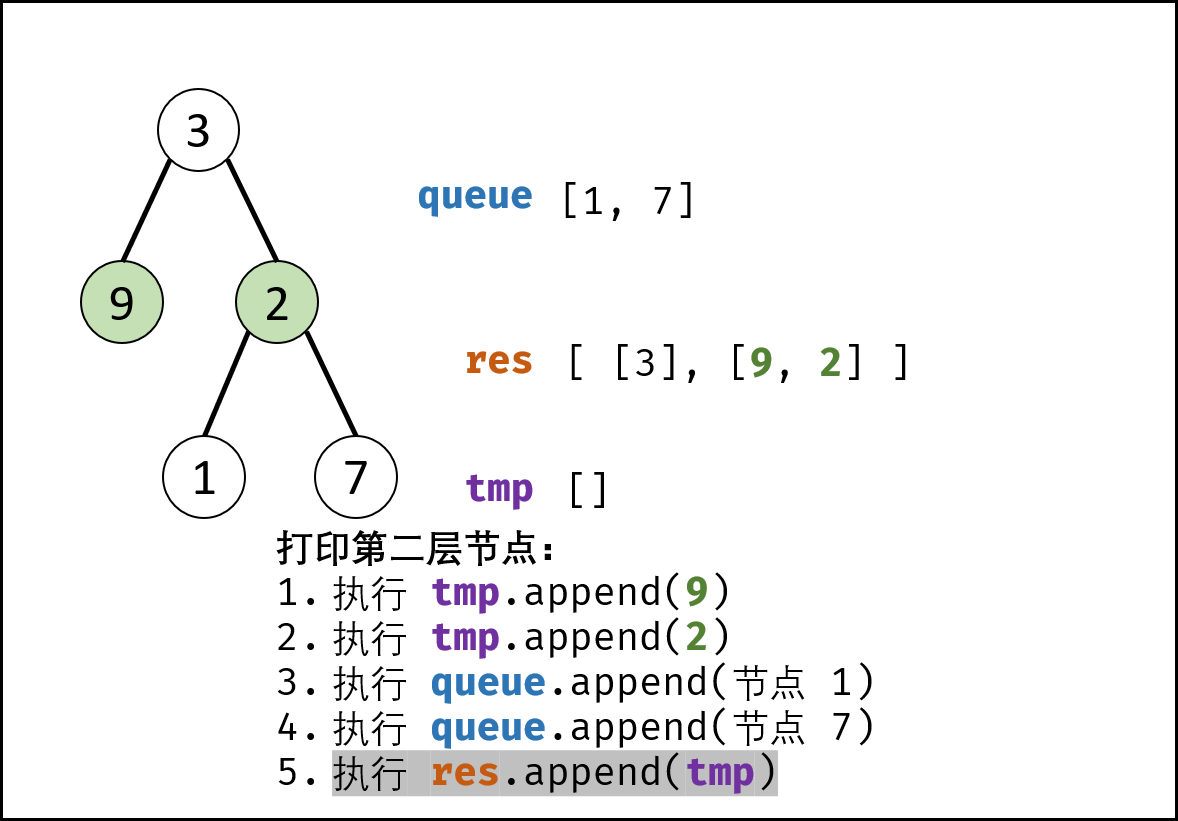 3
queue [1, 7]
9 2
res [ [3], [9, 2] ]
1 7
tmp []
打印第二层节点：
1. 执行 tmp.append(9)
2. 执行 tmp.append(2)
3. 执行 queue.append(节点 1)
4. 执行 queue.append(节点 7)
5. 执行 res.append(tmp)